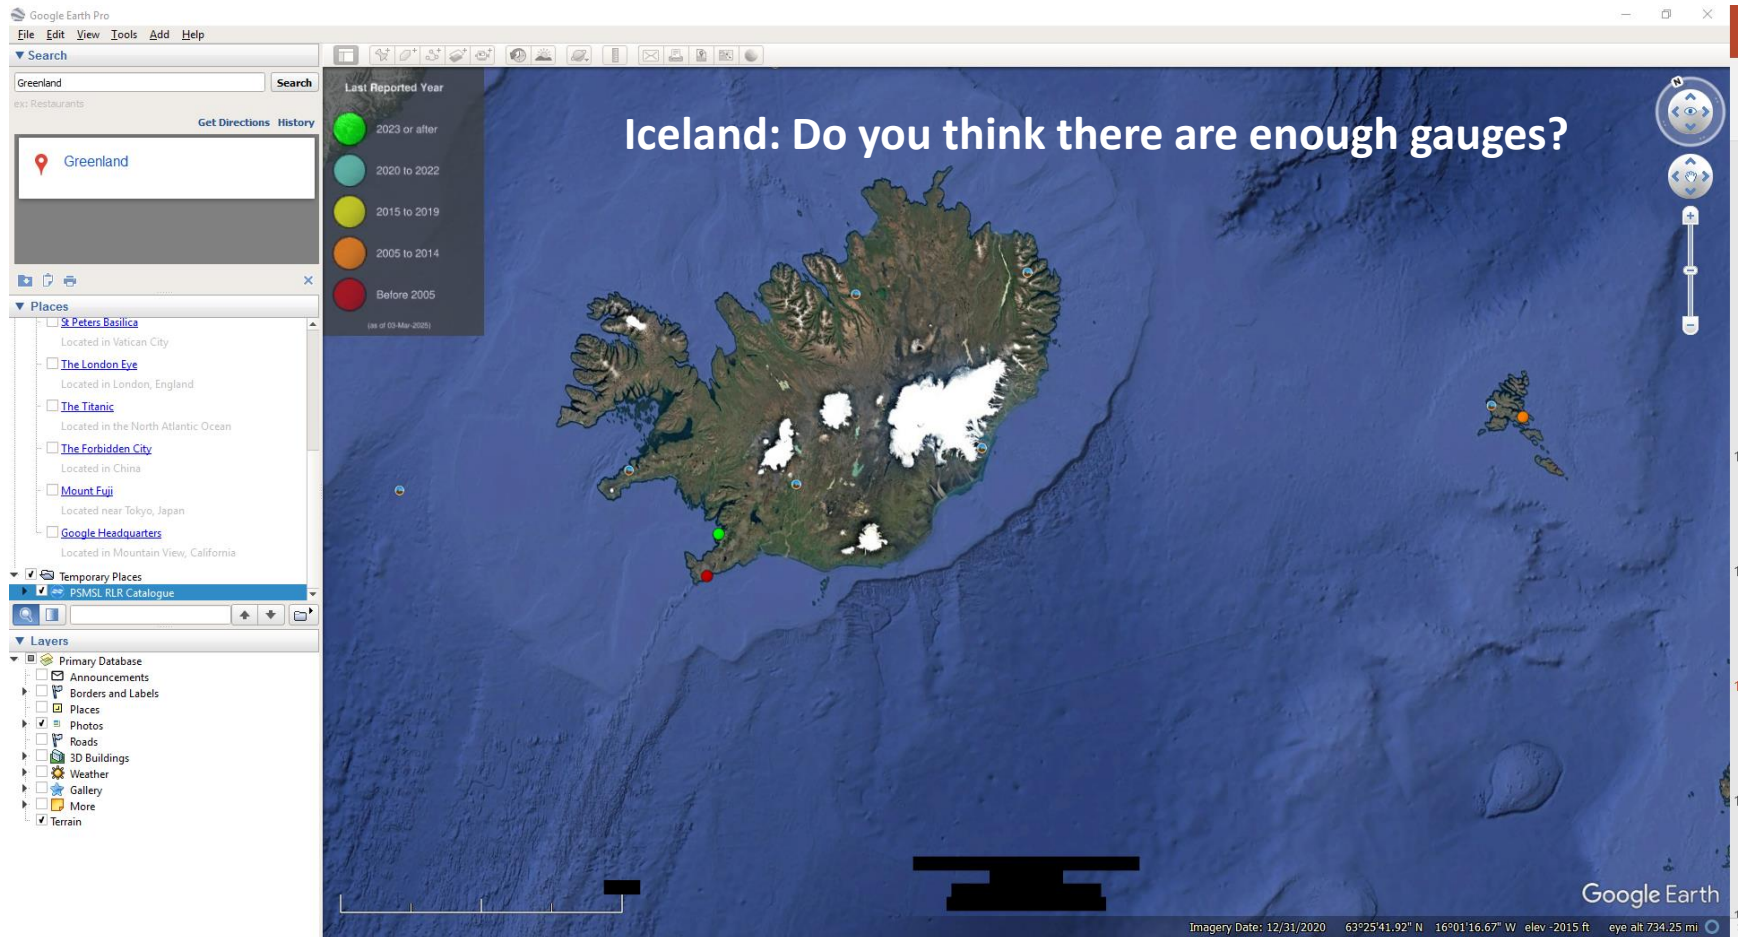 Google Earth Pro
File Edit View Tools Add Help
Search
Greenland
Search
ex: Restaurants
Get Directions History
Greenland
Places
St Peters Basilica
Located in Vatican City
The London Eye
Located in London, England
The Titanic
Located in the North Atlantic Ocean
The Forbidden City
Located in China
Mount Fuji
Located near Tokyo, Japan
Google Headquarters
Located in Mountain View, California
Temporary Places
PSMSL RLR Catalogue
Layers
Primary Database
Announcements
Borders and Labels
Places
Photos
Roads
3D Buildings
Weather
Gallery
More
Terrain
Last Reported Year
2023 or after
2020 to 2022
2015 to 2019
2005 to 2014
Before 2005
(as of 03-Mar-2025)
Iceland: Do you think there are enough gauges?
N
Google Earth
Imagery Date: 12/31/2020 63°25'41.92" N 16°01'16.67" W elev -2015 ft eye alt 734.25 mi